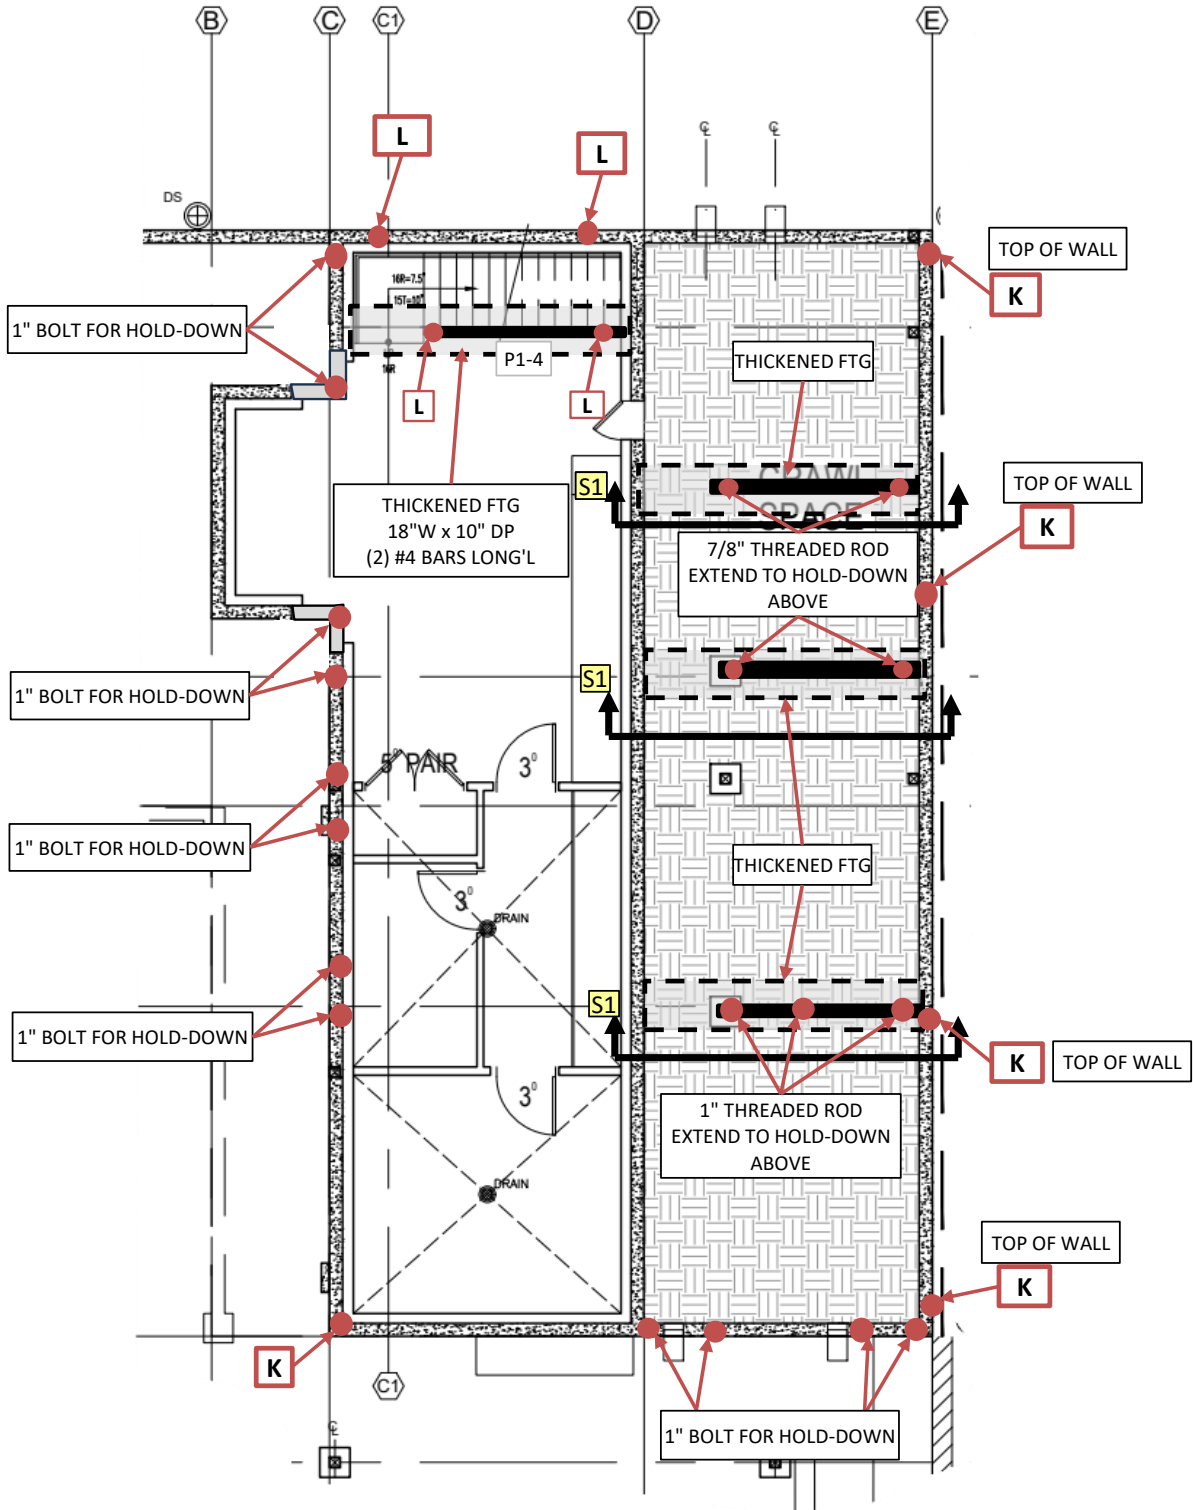 B
C
C1
D
E
℄
℄
L
L
DS
TOP OF WALL
K
16R=7.5"
15T=10"
1" BOLT FOR HOLD-DOWN
P1-4
16R
THICKENED FTG
L
L
CRAWL
SPACE
S1
TOP OF WALL
K
THICKENED FTG
18"W x 10" DP
(2) #4 BARS LONG'L
7/8" THREADED ROD
EXTEND TO HOLD-DOWN
ABOVE
S1
1" BOLT FOR HOLD-DOWN
5⁰ PAIR
3⁰
1" BOLT FOR HOLD-DOWN
THICKENED FTG
3⁰
DRAIN
S1
1" BOLT FOR HOLD-DOWN
K
TOP OF WALL
3⁰
1" THREADED ROD
EXTEND TO HOLD-DOWN
ABOVE
DRAIN
TOP OF WALL
K
K
C1
℄
1" BOLT FOR HOLD-DOWN